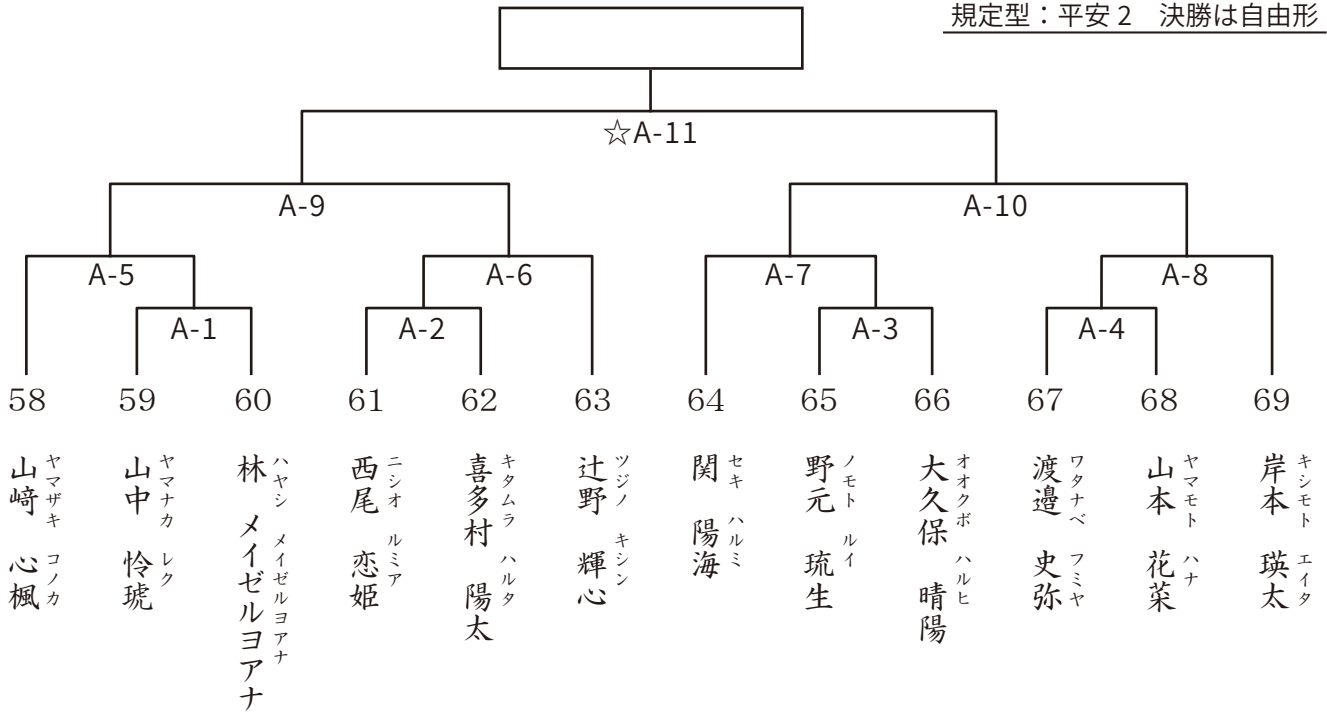 規定型：平安 2　決勝は自由形
☆A-11
A-9
A-10
A-5
A-6
A-7
A-8
A-1
A-2
A-3
A-4
58
59
60
61
62
63
64
65
66
67
68
69
山﨑　心楓
ヤマザキ　コノカ
山中　怜琥
ヤマナカ　レク
林　メイゼルヨアナ
ハヤシ　メイゼルヨアナ
西尾　恋姫
ニシオ　ルミア
喜多村　陽太
キタムラ　ハルタ
辻野　輝心
ツジノ　キシン
関　陽海
セキ　ハルミ
野元　琉生
ノモト　ルイ
大久保　晴陽
オオクボ　ハルヒ
渡邉　史弥
ワタナベ　フミヤ
山本　花菜
ヤマモト　ハナ
岸本　瑛太
キシモト　エイタ